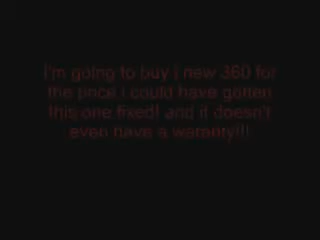 I'm going to buy i new 360 for
the price i could have gotten
this one fixed! and it doesn't
even have a warenty!!!